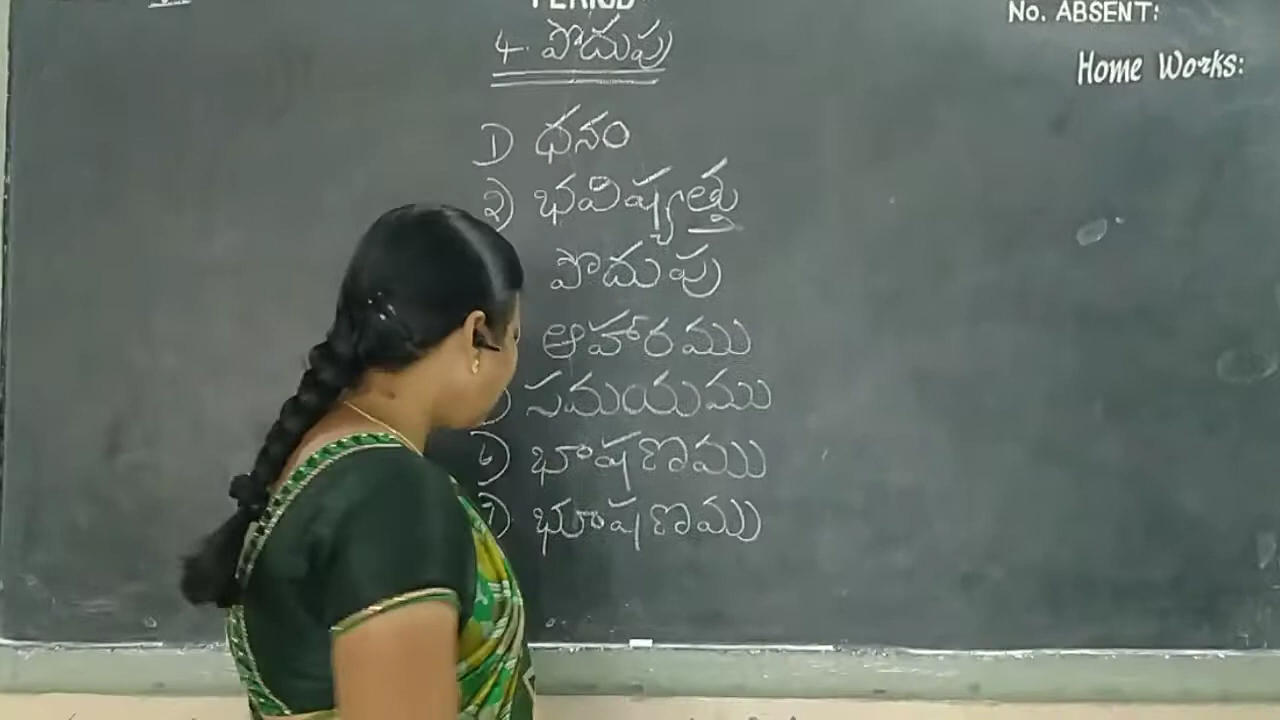 PERIOD
No. ABSENT:
Home Works:
4. పొదుపు
1) ధనం
2) భవిష్యత్తు
పొదుపు
ఆహారము
) సమయము
6) భాషణము
7) భూషణము